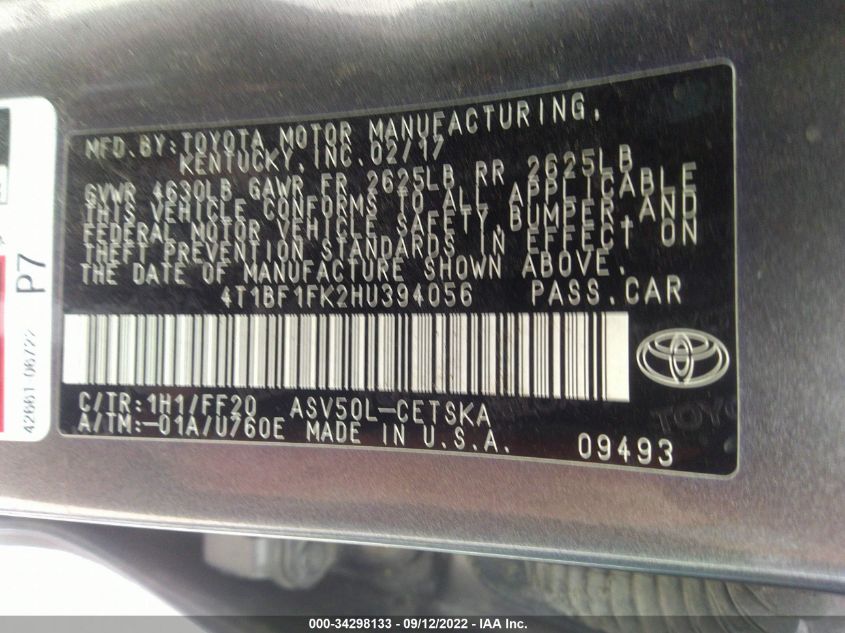 MFD.BY:TOYOTA MOTOR MANUFACTURING,
KENTUCKY, INC.02/17
GVWR 4630LB GAWR FR 2625LB RR 2625LB
THIS VEHICLE CONFORMS TO ALL APPLICABLE
FEDERAL MOTOR VEHICLE SAFETY,BUMPER,AND
THEFT PREVENTION STANDARDS IN EFFECT ON
THE DATE OF MANUFACTURE SHOWN ABOVE.
4T1BF1FK2HU394056 PASS.CAR
C/TR:1H1/FF20 ASV50L-CETSKA
A/TM:-01A/U760E MADE IN U.S.A.
09493
P7
000-34298133 - 09/12/2022 - IAA Inc.